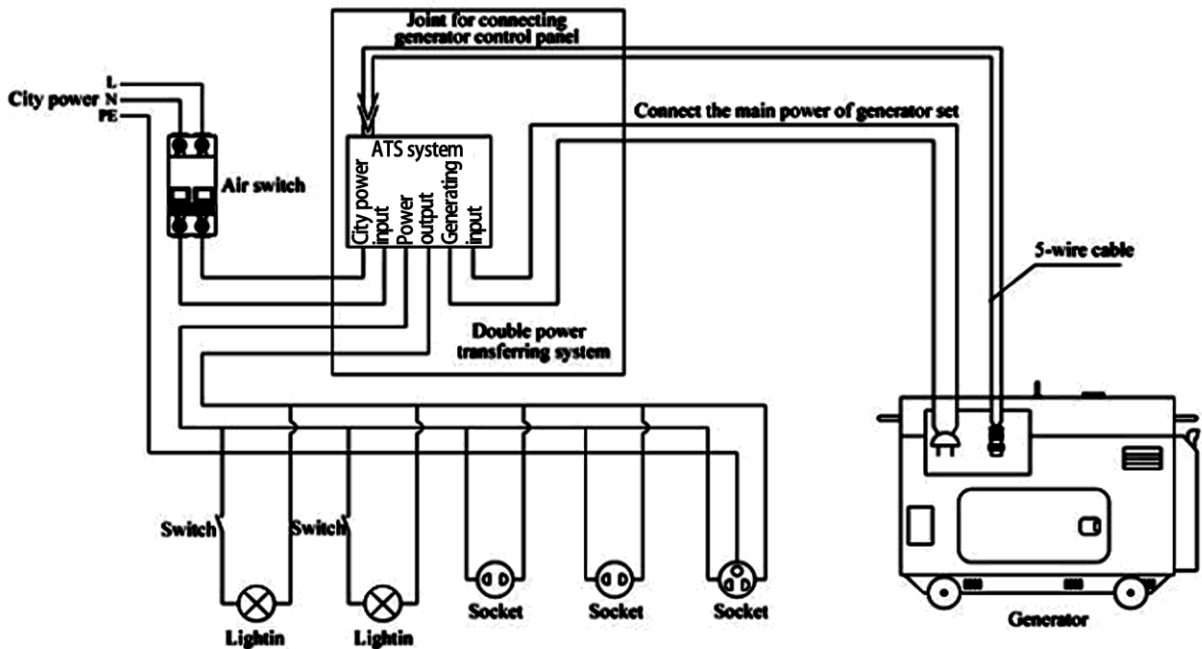 Joint for connecting
generator control panel
L
City power N
PE
Connect the main power of generator set
ATS system
City power
input
Power
output
Generating
input
Air switch
5-wire cable
Double power
transferring system
Switch
Switch
Socket
Socket
Socket
Lightin
Lightin
Generator